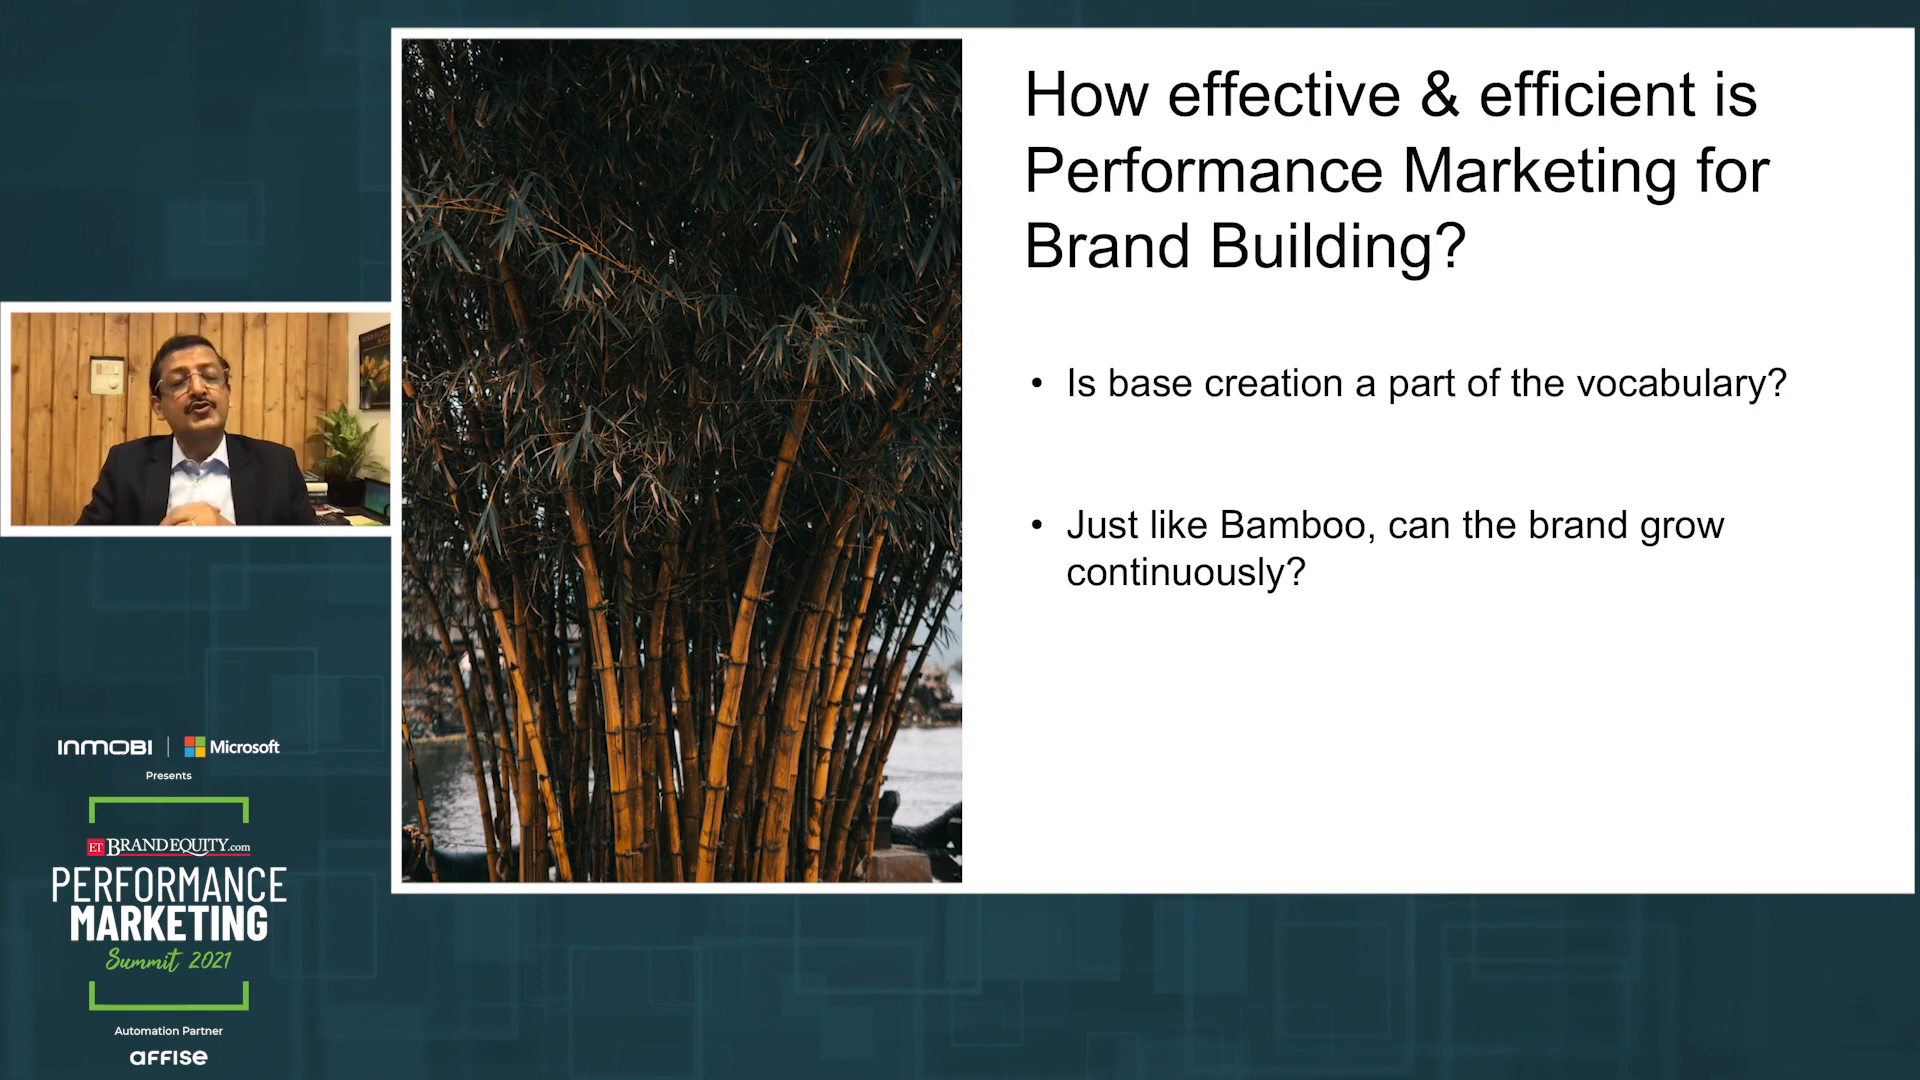 How effective & efficient is
Performance Marketing for
Brand Building?
• Is base creation a part of the vocabulary?
• Just like Bamboo, can the brand grow
continuously?
INMOBI | Microsoft
Presents
ET BRANDEQUITY.com
PERFORMANCE
MARKETING
Summit 2021
Automation Partner
affise